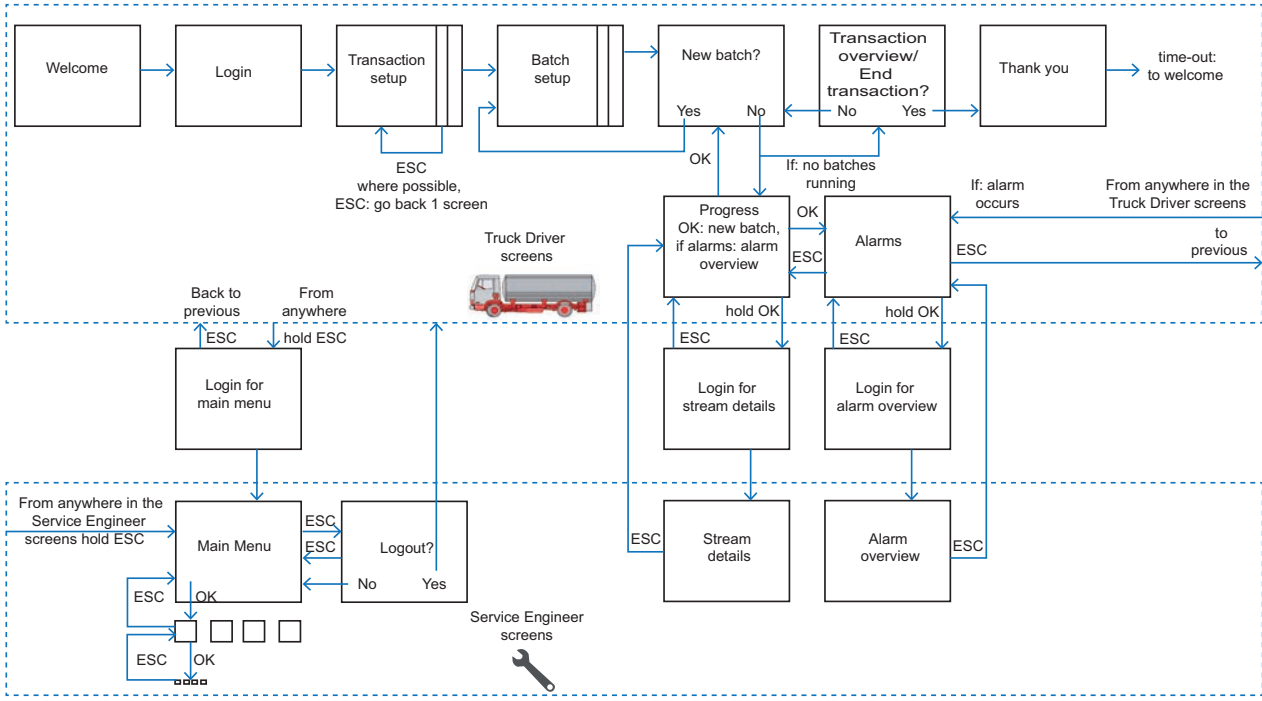 Welcome
Login
Transaction
setup
Batch
setup
New batch?
Yes
No
Transaction
overview/
End
transaction?
No
Yes
Thank you
time-out:
to welcome
ESC
where possible,
ESC: go back 1 screen
OK
If: no batches
running
Progress
OK: new batch,
if alarms: alarm
overview
OK
ESC
Alarms
If: alarm
occurs
From anywhere in the
Truck Driver screens
ESC
to
previous
Truck Driver
screens
Back to
previous
From
anywhere
ESC
hold ESC
hold OK
ESC
hold OK
ESC
Login for
main menu
Login for
stream details
Login for
alarm overview
From anywhere in the
Service Engineer
screens hold ESC
Main Menu
ESC
ESC
Logout?
No
Yes
ESC
Stream
details
Alarm
overview
ESC
ESC
OK
ESC
OK
Service Engineer
screens